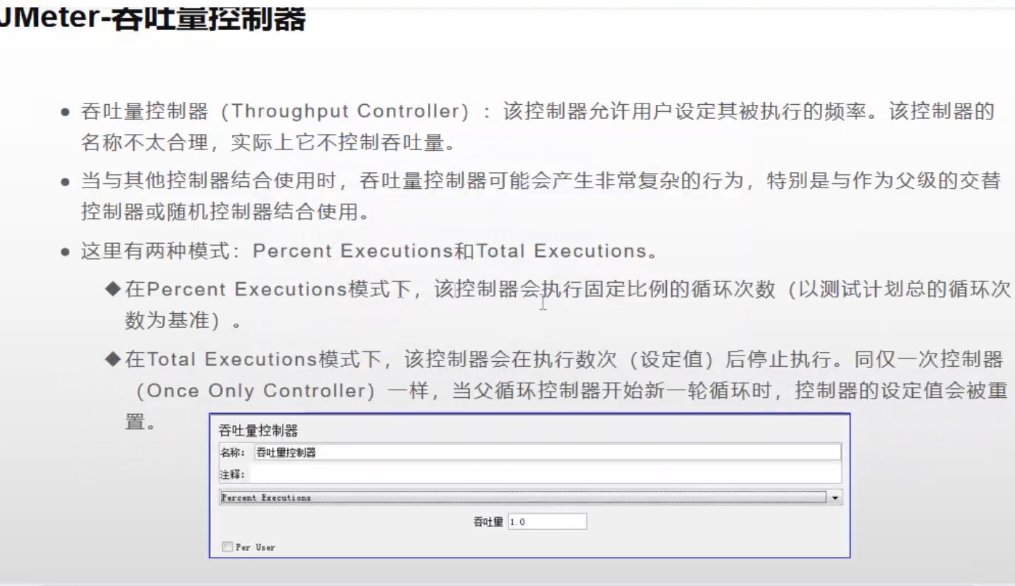 JMeter-吞吐量控制器
● 吞吐量控制器（Throughput Controller）：该控制器允许用户设定其被执行的频率。该控制器的
名称不太合理，实际上它不控制吞吐量。
● 当与其他控制器结合使用时，吞吐量控制器可能会产生非常复杂的行为，特别是与作为父级的交替
控制器或随机控制器结合使用。
● 这里有两种模式：Percent Executions和Total Executions。
◆在Percent Executions模式下，该控制器会执行固定比例的循环次数（以测试计划总的循环次
数为基准）。
◆在Total Executions模式下，该控制器会在执行数次（设定值）后停止执行。同仅一次控制器
（Once Only Controller）一样，当父循环控制器开始新一轮循环时，控制器的设定值会被重
置。
吞吐量控制器
名称： 吞吐量控制器
注释：
Percent Executions
吞吐量 1.0
Per User